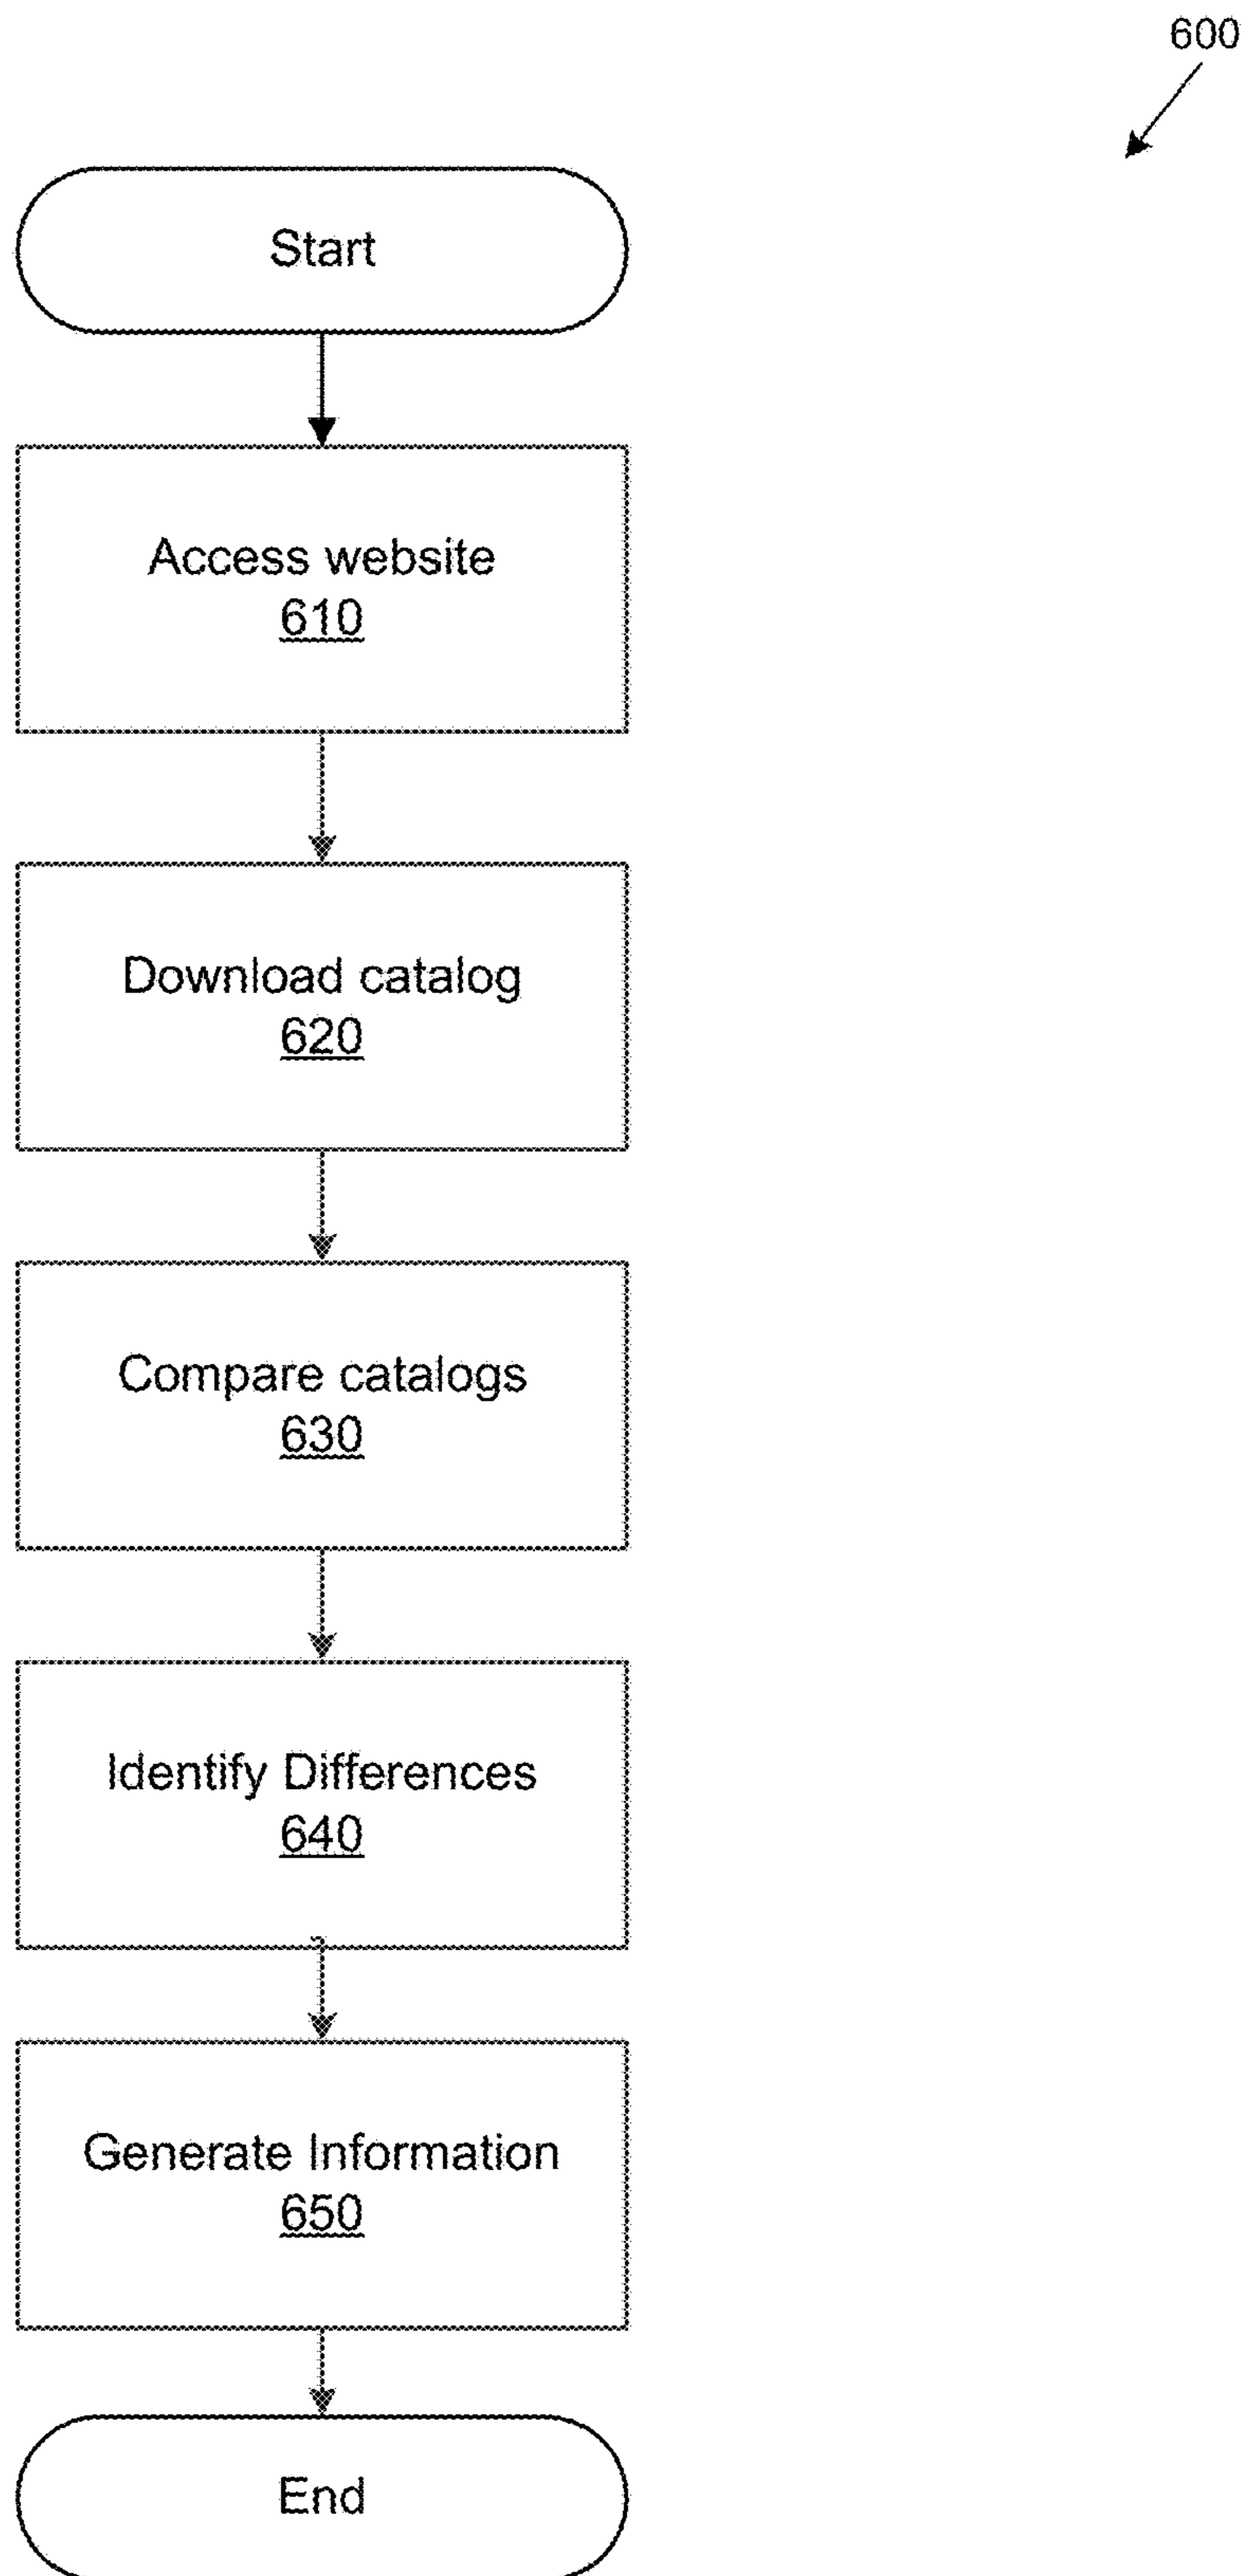 600
Start
Access website
610
Download catalog
620
Compare catalogs
630
Identify Differences
640
Generate Information
650
End